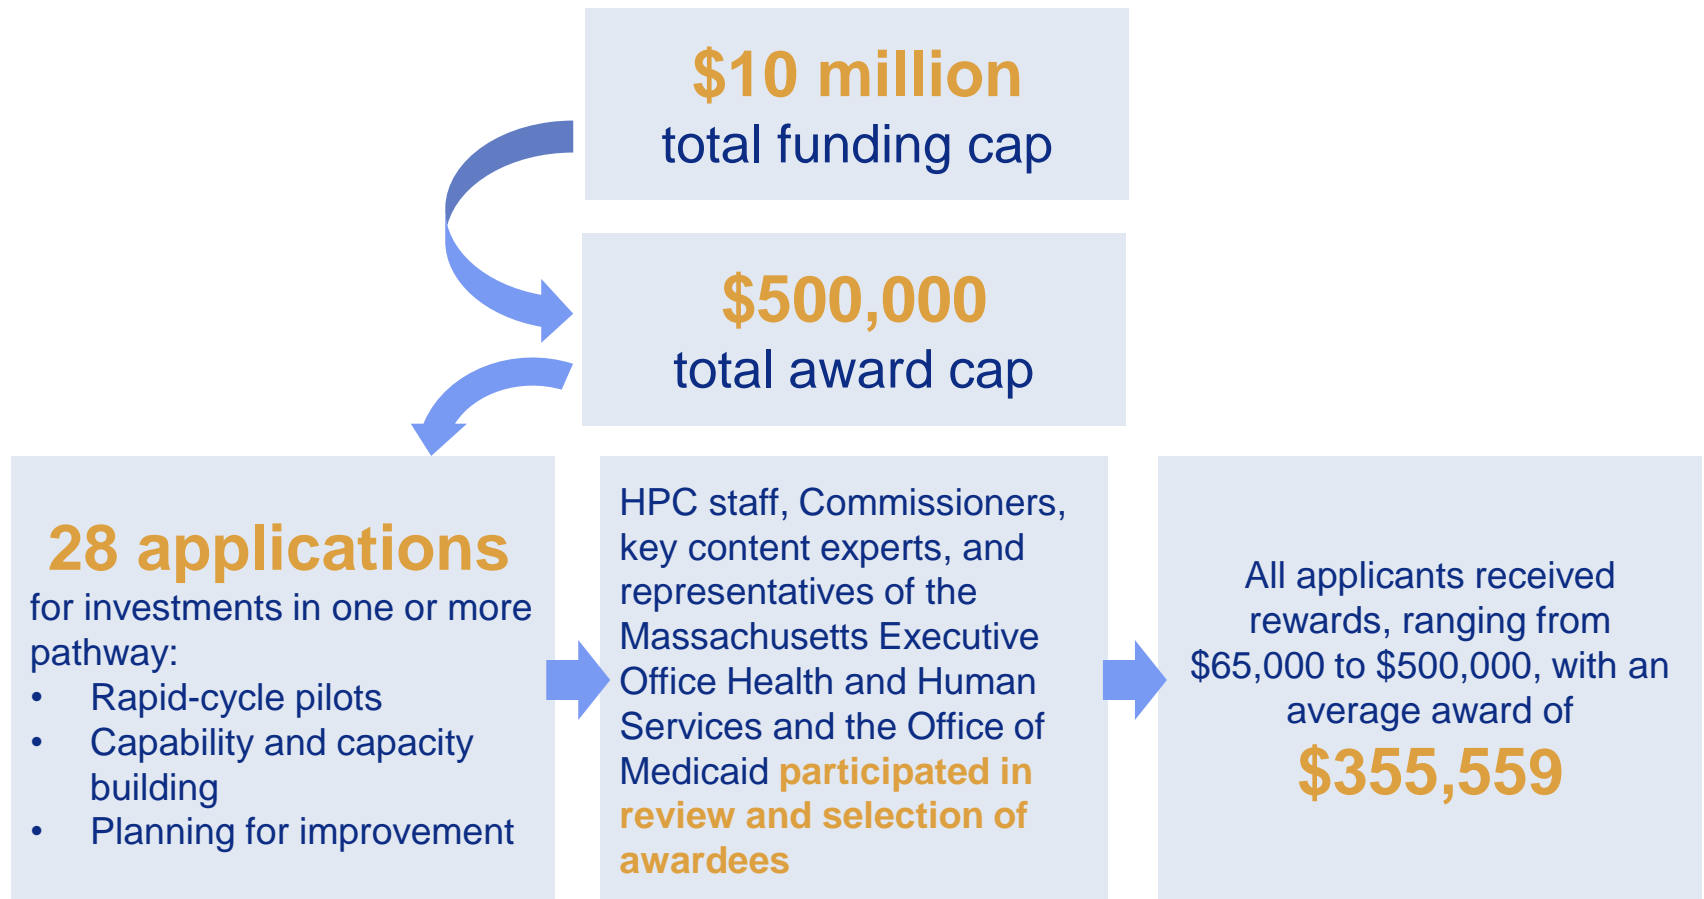 $10 million
total funding cap
$500,000
total award cap
28 applications
for investments in one or more
pathway:
• Rapid-cycle pilots
• Capability and capacity
building
• Planning for improvement
HPC staff, Commissioners,
key content experts, and
representatives of the
Massachusetts Executive
Office Health and Human
Services and the Office of
Medicaid participated in
review and selection of
awardees
All applicants received
rewards, ranging from
$65,000 to $500,000, with an
average award of
$355,559